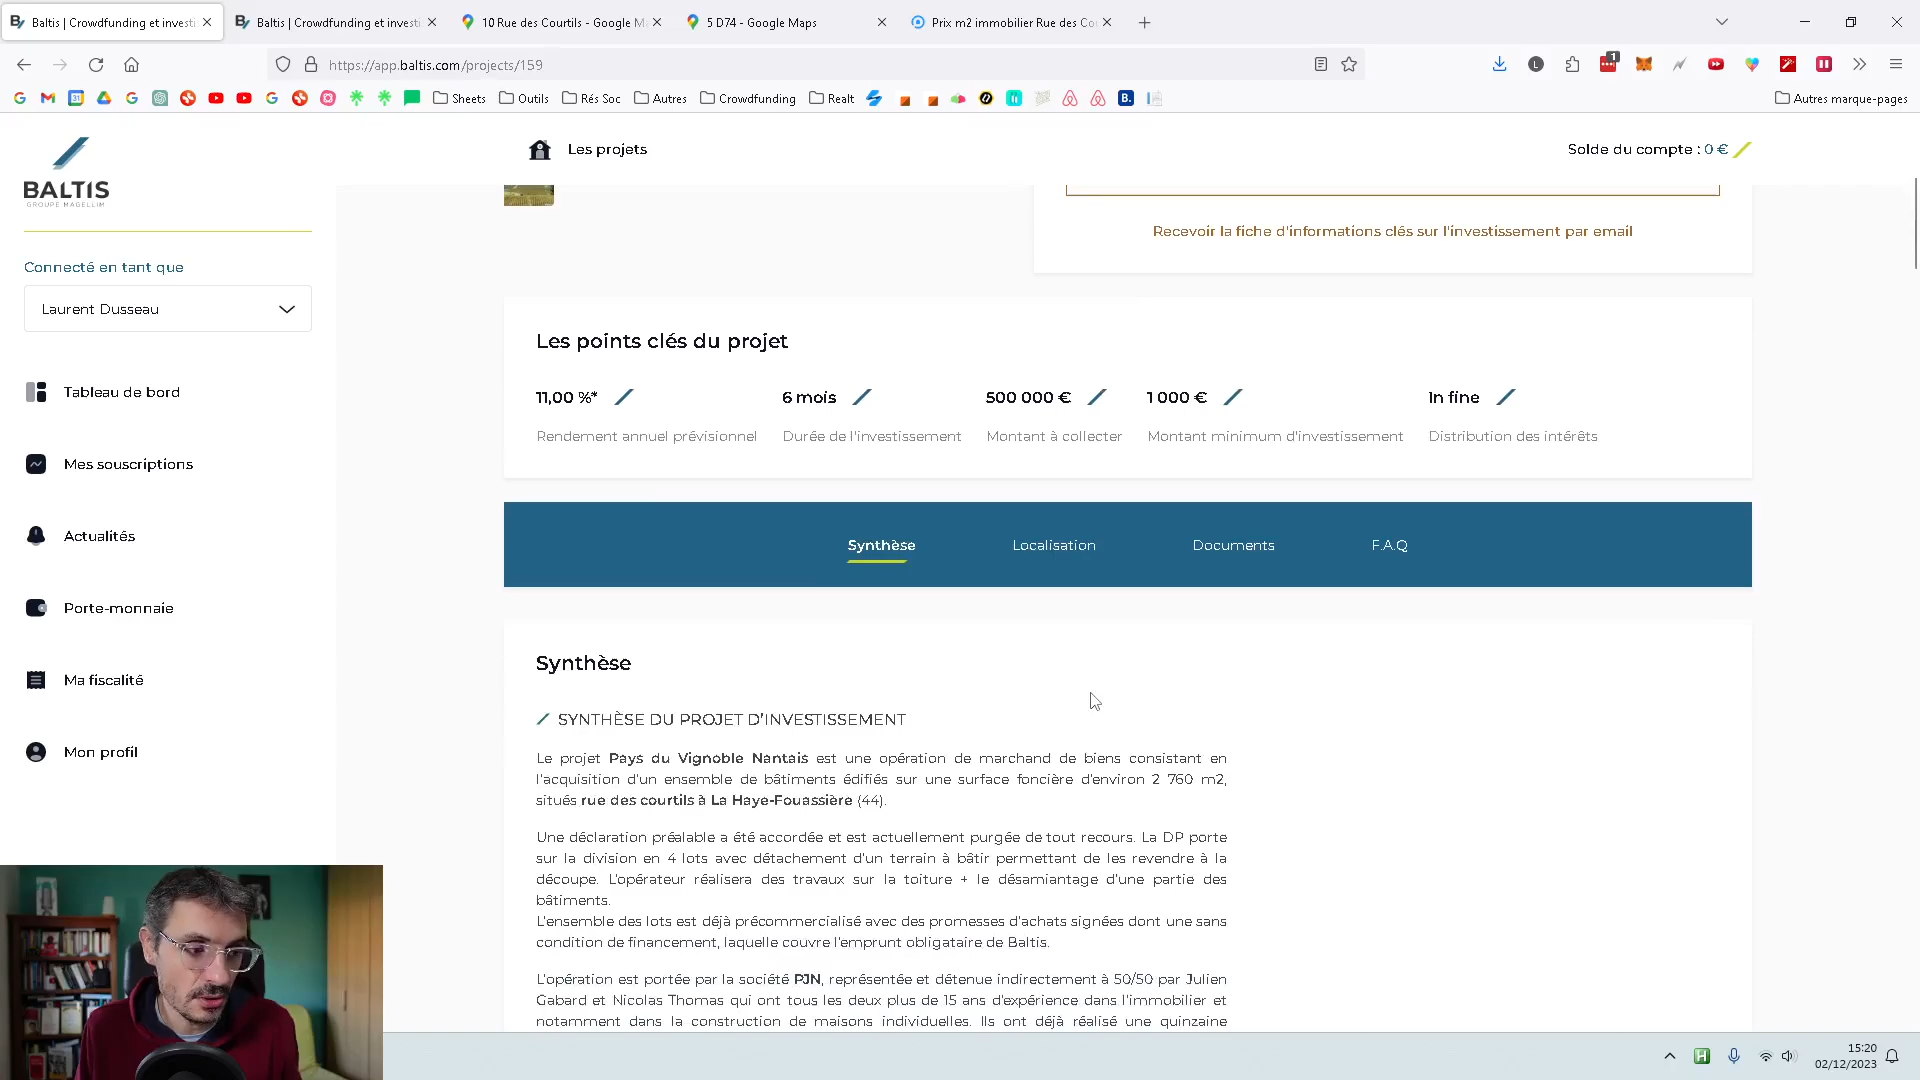 Baltis | Crowdfunding et investi
Baltis | Crowdfunding et investi
10 Rue des Courtils - Google Ma
5 D74 - Google Maps
Prix m2 immobilier Rue des Co
https://app.baltis.com/projects/159
1
Sheets
Outils
Rés Soc
Autres
Crowdfunding
Realt
B.
Autres marque-pages
BALTIS
GROUPE MAGELLIM
Les projets
Solde du compte : 0 €
Recevoir la fiche d'informations clés sur l'investissement par email
Connecté en tant que
Laurent Dusseau
Tableau de bord
Mes souscriptions
Actualités
Porte-monnaie
Ma fiscalité
Mon profil
Les points clés du projet
11,00 %*
6 mois
500 000 €
1 000 €
In fine
Rendement annuel prévisionnel
Durée de l'investissement
Montant à collecter
Montant minimum d'investissement
Distribution des intérêts
Synthèse
Localisation
Documents
F.A.Q
Synthèse
SYNTHÈSE DU PROJET D'INVESTISSEMENT
Le projet Pays du Vignoble Nantais est une opération de marchand de biens consistant en
l'acquisition d'un ensemble de bâtiments édifiés sur une surface foncière d'environ 2 760 m2,
situés rue des courtils à La Haye-Fouassière (44).
Une déclaration préalable a été accordée et est actuellement purgée de tout recours. La DP porte
sur la division en 4 lots avec détachement d'un terrain à bâtir permettant de les revendre à la
découpe. L'opérateur réalisera des travaux sur la toiture + le désamiantage d'une partie des
bâtiments.
L'ensemble des lots est déjà précommercialisé avec des promesses d'achats signées dont une sans
condition de financement, laquelle couvre l'emprunt obligataire de Baltis.
L'opération est portée par la société PJN, représentée et détenue indirectement à 50/50 par Julien
Gabard et Nicolas Thomas qui ont tous les deux plus de 15 ans d'expérience dans l'immobilier et
notamment dans la construction de maisons individuelles. Ils ont déjà réalisé une quinzaine
15:20
02/12/2023